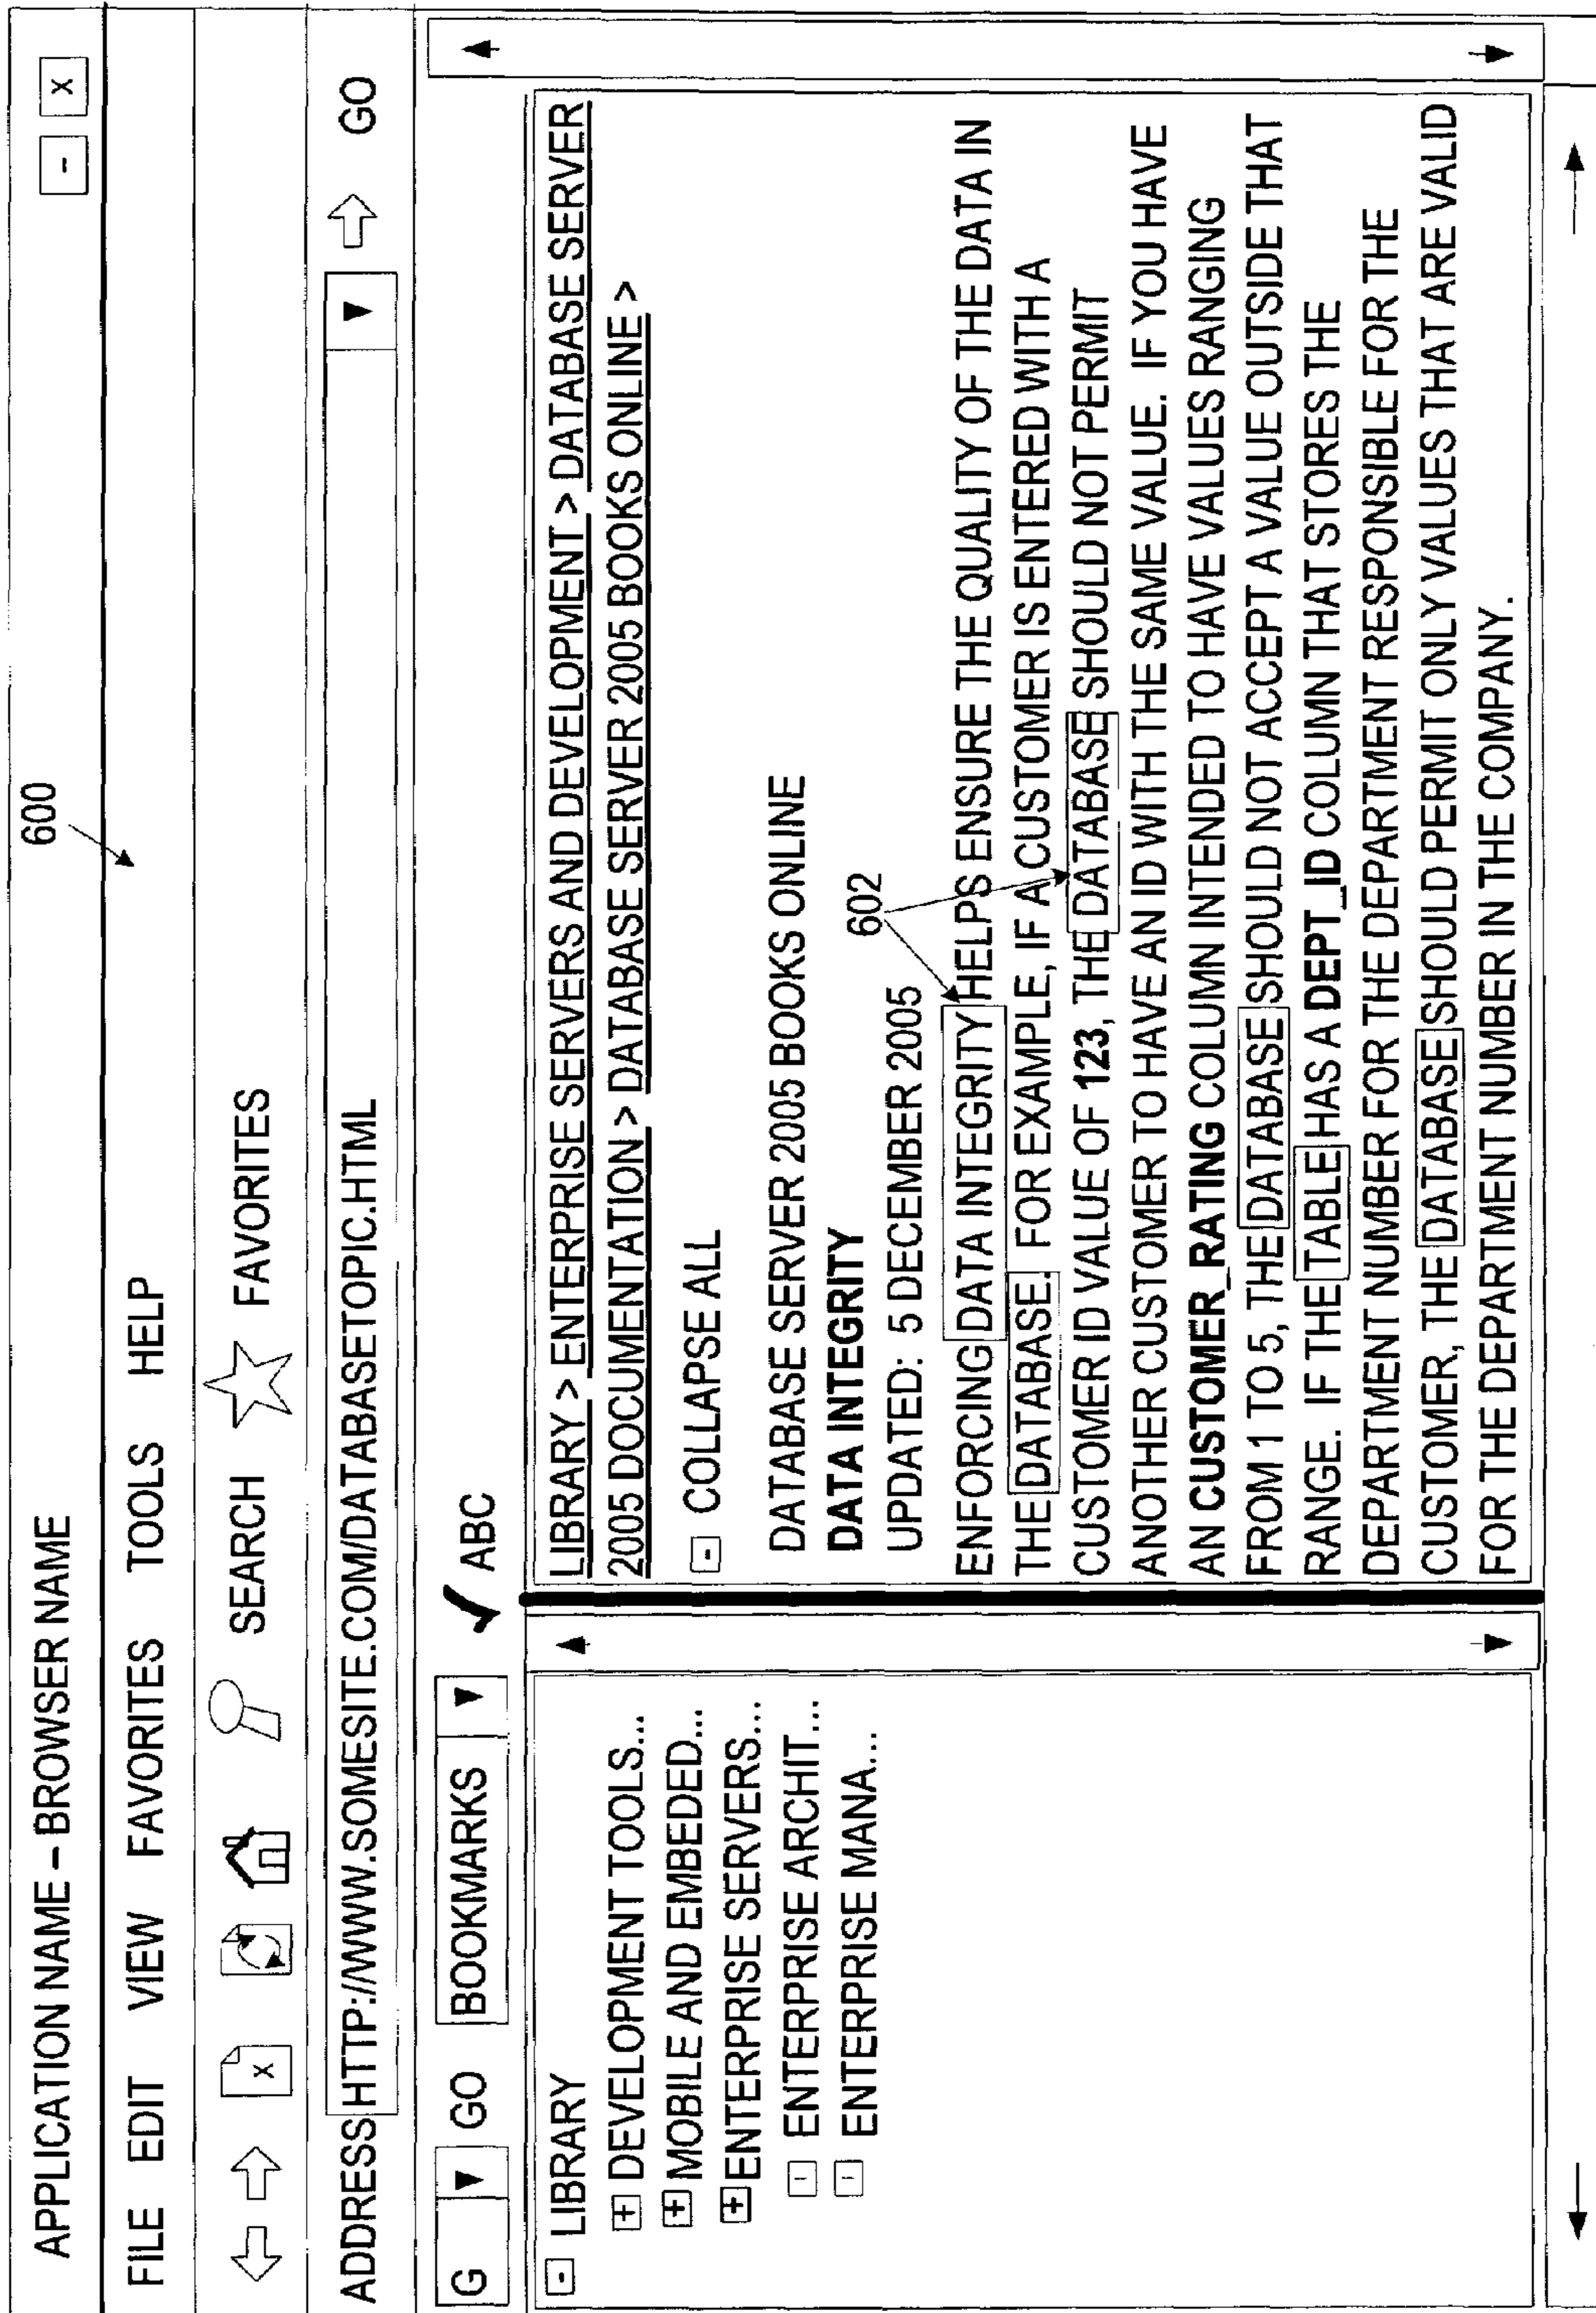 600
APPLICATION NAME – BROWSER NAME - X
FILE EDIT VIEW FAVORITES TOOLS HELP
X SEARCH FAVORITES
ADDRESS HTTP://WWW.SOMESITE.COM/DATABASETOPIC.HTML GO
G GO BOOKMARKS ABC
- LIBRARY
+ DEVELOPMENT TOOLS...
+ MOBILE AND EMBEDED...
+ ENTERPRISE SERVERS...
ENTERPRISE ARCHIT...
ENTERPRISE MANA...
LIBRARY > ENTERPRISE SERVERS AND DEVELOPMENT > DATABASE SERVER
2005 DOCUMENTATION > DATABASE SERVER 2005 BOOKS ONLINE >
- COLLAPSE ALL
DATABASE SERVER 2005 BOOKS ONLINE
DATA INTEGRITY
UPDATED: 5 DECEMBER 2005
602
ENFORCING DATA INTEGRITY HELPS ENSURE THE QUALITY OF THE DATA IN
THE DATABASE. FOR EXAMPLE, IF A CUSTOMER IS ENTERED WITH A
CUSTOMER ID VALUE OF 123, THE DATABASE SHOULD NOT PERMIT
ANOTHER CUSTOMER TO HAVE AN ID WITH THE SAME VALUE. IF YOU HAVE
AN CUSTOMER_RATING COLUMN INTENDED TO HAVE VALUES RANGING
FROM 1 TO 5, THE DATABASE SHOULD NOT ACCEPT A VALUE OUTSIDE THAT
RANGE. IF THE TABLE HAS A DEPT_ID COLUMN THAT STORES THE
DEPARTMENT NUMBER FOR THE DEPARTMENT RESPONSIBLE FOR THE
CUSTOMER, THE DATABASE SHOULD PERMIT ONLY VALUES THAT ARE VALID
FOR THE DEPARTMENT NUMBER IN THE COMPANY.